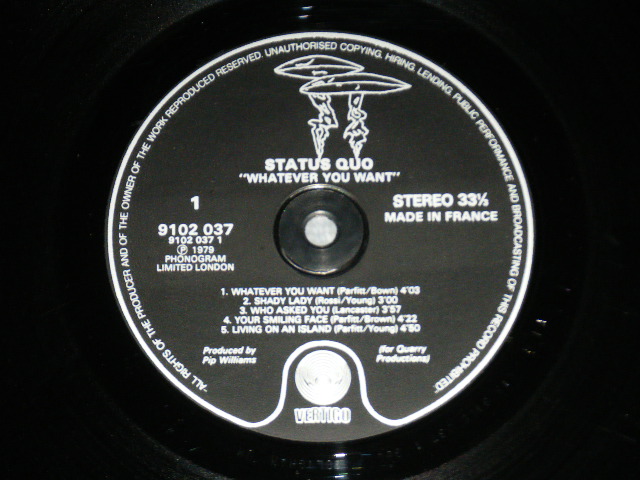 "ALL RIGHTS OF THE PRODUCER AND OF THE OWNER OF THE WORK REPRODUCED RESERVED. UNAUTHORISED COPYING, HIRING, LENDING, PUBLIC PERFORMANCE AND BROADCASTING OF THIS RECORD PROHIBITED"
STATUS QUO
"WHATEVER YOU WANT"
1
9102 037
9102 037 1
Ⓟ 1979
PHONOGRAM
LIMITED LONDON
STEREO 33⅓
MADE IN FRANCE
1. WHATEVER YOU WANT (Parfitt/Bown) 4'03
2. SHADY LADY (Rossi/Young) 3'00
3. WHO ASKED YOU (Lancaster) 3'57
4. YOUR SMILING FACE (Parfitt/Brown) 4'22
5. LIVING ON AN ISLAND (Parfitt/Young) 4'50
Produced by
Pip Williams
(for Quarry
Productions)
VERTIGO